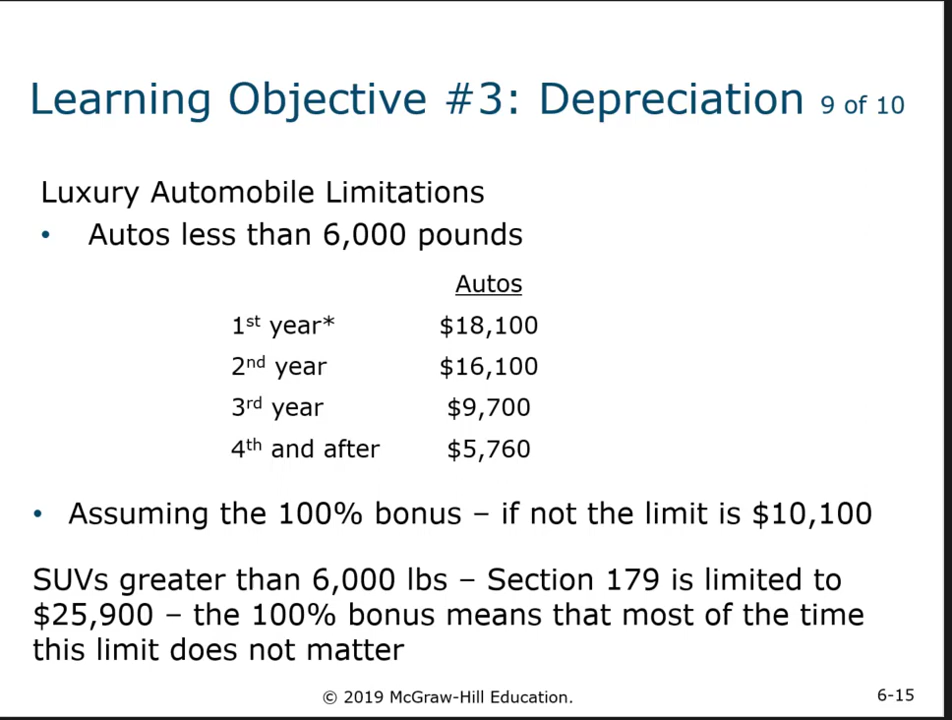 Learning Objective #3: Depreciation 9 of 10
Luxury Automobile Limitations
• Autos less than 6,000 pounds
Autos
1st year* $18,100
2nd year $16,100
3rd year $9,700
4th and after $5,760
• Assuming the 100% bonus – if not the limit is $10,100
SUVs greater than 6,000 lbs – Section 179 is limited to
$25,900 – the 100% bonus means that most of the time
this limit does not matter
© 2019 McGraw-Hill Education. 6-15